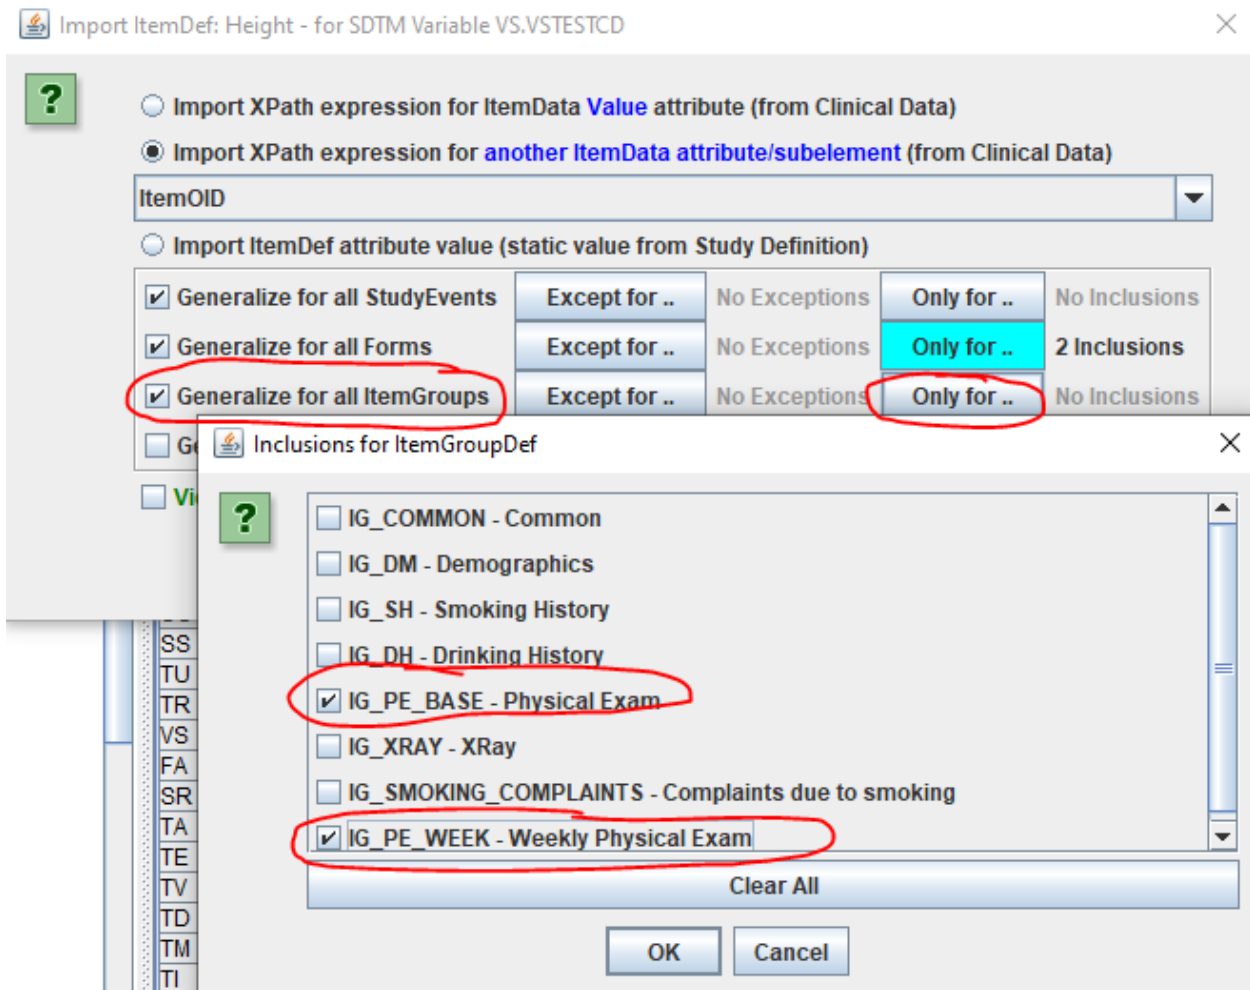 Import ItemDef: Height - for SDTM Variable VS.VSTESTCD
Import XPath expression for ItemData Value attribute (from Clinical Data)
Import XPath expression for another ItemData attribute/subelement (from Clinical Data)
ItemOID
Import ItemDef attribute value (static value from Study Definition)
Generalize for all StudyEvents Except for .. No Exceptions Only for .. No Inclusions
Generalize for all Forms Except for .. No Exceptions Only for .. 2 Inclusions
Generalize for all ItemGroups Except for .. No Exceptions Only for .. No Inclusions
Inclusions for ItemGroupDef
IG_COMMON - Common
IG_DM - Demographics
IG_SH - Smoking History
IG_DH - Drinking History
IG_PE_BASE - Physical Exam
IG_XRAY - XRay
IG_SMOKING_COMPLAINTS - Complaints due to smoking
IG_PE_WEEK - Weekly Physical Exam
Clear All
OK Cancel
SS
TU
TR
VS
FA
SR
TA
TE
TV
TD
TM
TI